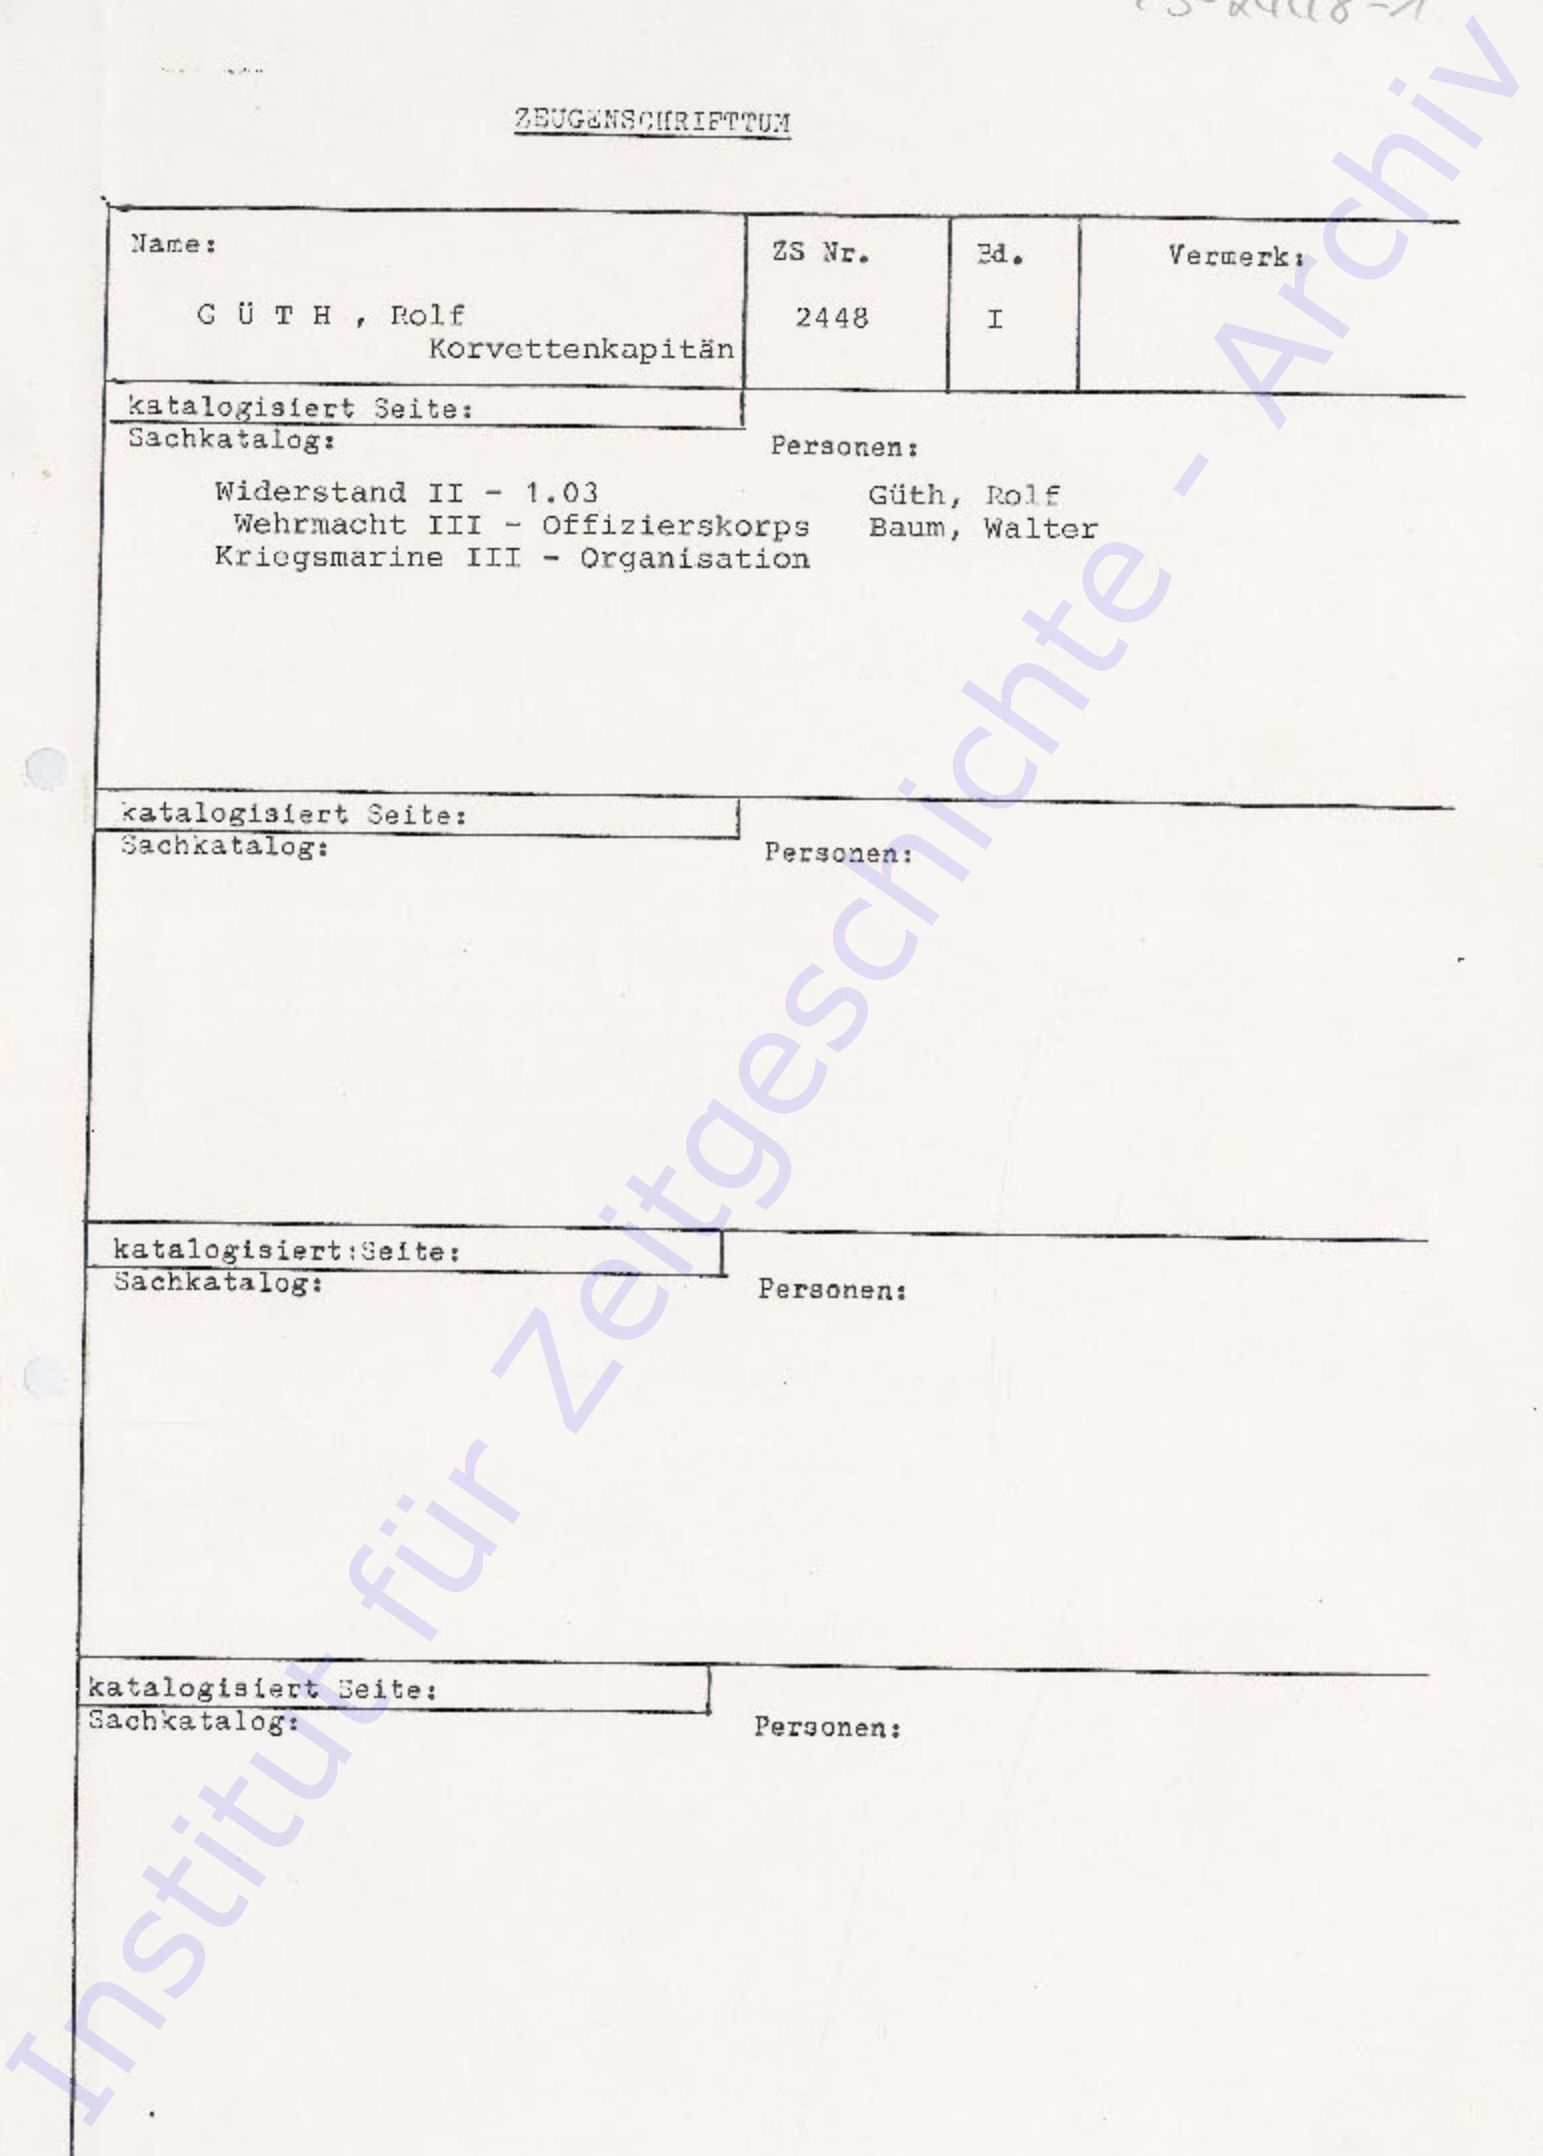 ZEUGENSCHRIFTTUM
Name:
ZS Nr.
Bd.
Vermerk:
G Ü T H , Rolf
2448
I
Korvettenkapitän
katalogisiert Seite:
Sachkatalog:
Personen:
Widerstand II - 1.03
Güth, Rolf
Wehrmacht III - Offizierskorps
Baum, Walter
Kriegsmarine III - Organisation
katalogisiert Seite:
Sachkatalog:
Personen:
katalogisiert:Seite:
Sachkatalog:
Personen:
katalogisiert Seite:
Sachkatalog:
Personen:
Institut für Zeitgeschichte - Archiv